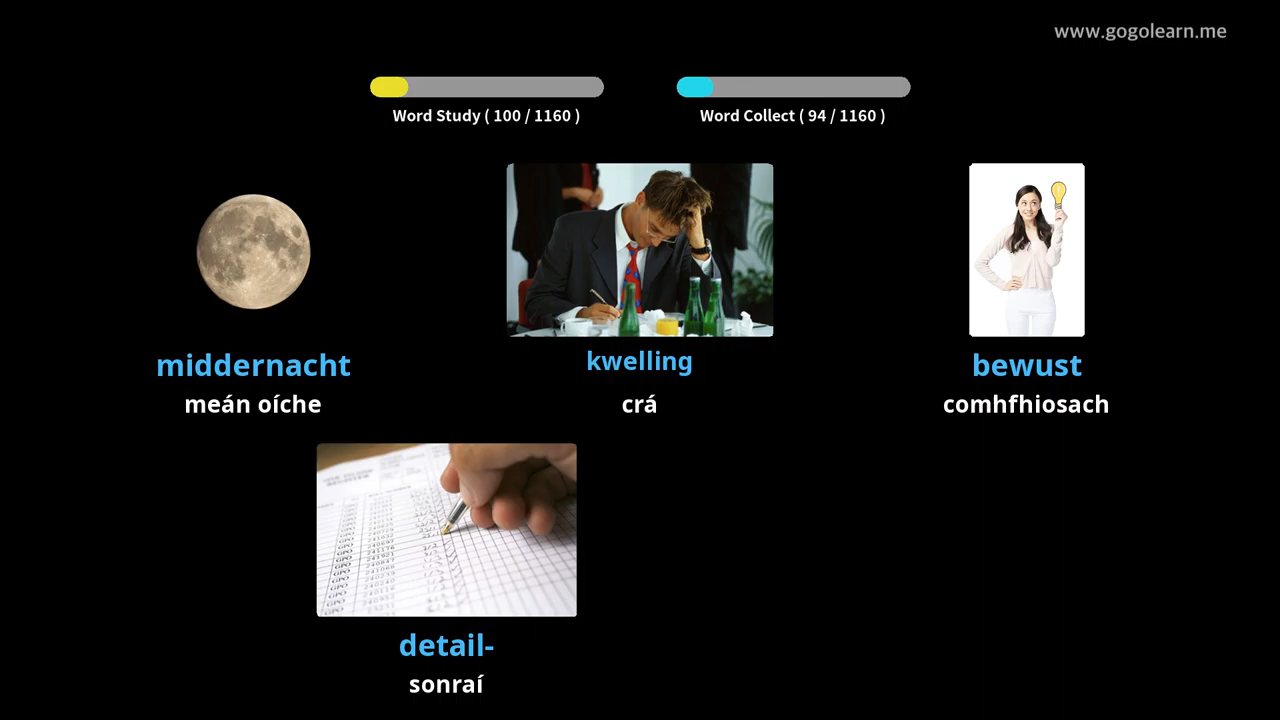 www.gogolearn.me
Word Study ( 100 / 1160 )
Word Collect ( 94 / 1160 )
middernacht
meán oíche
kwelling
crá
bewust
comhfhiosach
detail-
sonraí